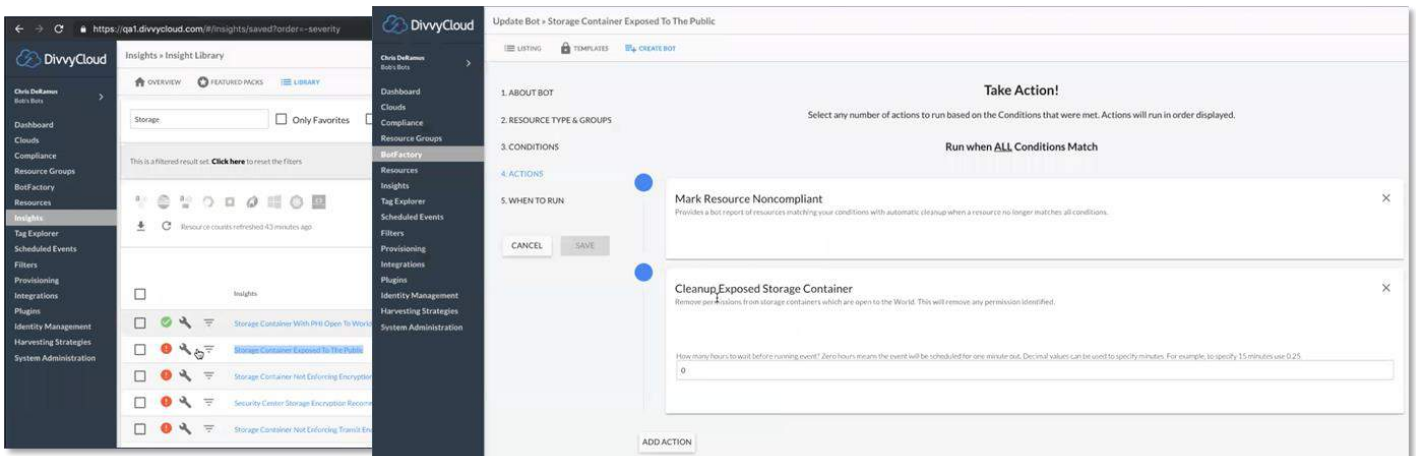 https://qa1.divvycloud.com/#/insights/saved?order=-severity
DivvyCloud
Chris DeRamus
Bob's Bots
Dashboard
Clouds
Compliance
Resource Groups
BotFactory
Resources
Insights
Tag Explorer
Scheduled Events
Filters
Provisioning
Integrations
Plugins
Identity Management
Harvesting Strategies
System Administration
Insights » Insight Library
OVERVIEW
FEATURED PACKS
LIBRARY
Storage
Only Favorites
This is a filtered result set. Click here to reset the filters
Resource counts refreshed 43 minutes ago
Insights
Storage Container With PHI Open To World
Storage Container Exposed To The Public
Storage Container Not Enforcing Encryption
Security Center Storage Encryption
Storage Container Not Enforcing Transit
DivvyCloud
Chris DeRamus
Bob's Bots
Dashboard
Clouds
Compliance
Resource Groups
BotFactory
Resources
Insights
Tag Explorer
Scheduled Events
Filters
Provisioning
Integrations
Plugins
Identity Management
Harvesting Strategies
System Administration
Update Bot » Storage Container Exposed To The Public
LISTING
TEMPLATES
CREATE BOT
1. ABOUT BOT
2. RESOURCE TYPE & GROUPS
3. CONDITIONS
4. ACTIONS
5. WHEN TO RUN
CANCEL
SAVE
Take Action!
Select any number of actions to run based on the Conditions that were met. Actions will run in order displayed.
Run when ALL Conditions Match
Mark Resource Noncompliant
Provides a bot report of resources matching your conditions with automatic cleanup when a resource no longer matches all conditions.
Cleanup Exposed Storage Container
Remove permissions from storage containers which are open to the World. This will remove any permission identified.
How many hours to wait before running event? Zero hours means the event will be scheduled for one minute out. Decimal values can be used to specify minutes. For example, to specify 15 minutes use 0.25
0
ADD ACTION